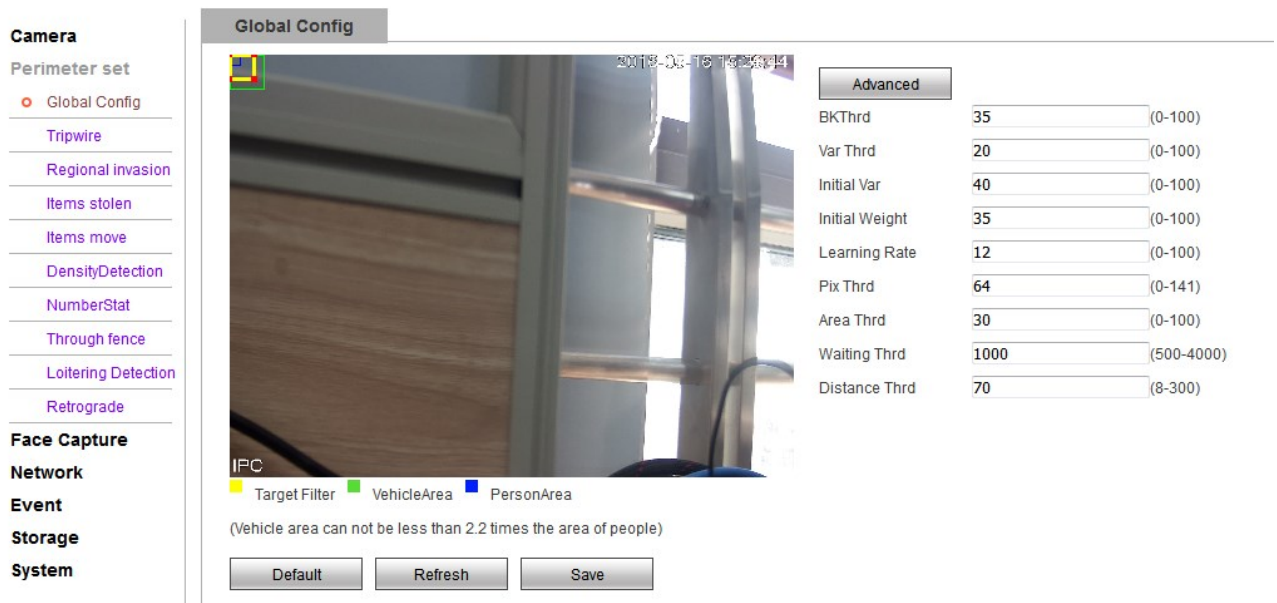 Camera
Perimeter set
Global Config
Tripwire
Regional invasion
Items stolen
Items move
DensityDetection
NumberStat
Through fence
Loitering Detection
Retrograde
Face Capture
Network
Event
Storage
System
Global Config
IPC
Target Filter VehicleArea PersonArea
(Vehicle area can not be less than 2.2 times the area of people)
Default Refresh Save
Advanced
BKThrd 35 (0-100)
Var Thrd 20 (0-100)
Initial Var 40 (0-100)
Initial Weight 35 (0-100)
Learning Rate 12 (0-100)
Pix Thrd 64 (0-141)
Area Thrd 30 (0-100)
Waiting Thrd 1000 (500-4000)
Distance Thrd 70 (8-300)